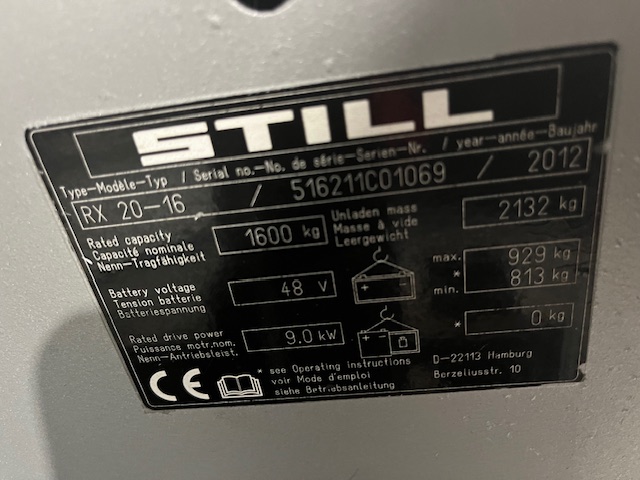 STILL
Type-Modèle-Typ / Serial no.-No. de série-Serien-Nr. / year-année-Baujahr
RX 20-16 / 516211C01069 / 2012
Rated capacity
Capacité nominale
Nenn-Tragfähigkeit
1600 kg
Unladen mass
Masse à vide
Leergewicht
2132 kg
Battery voltage
Tension batterie
Batteriespannung
48 V
max. 929 kg
*
min. 813 kg
Rated drive power
Puissance motr.nom.
Nenn-Antriebsleist.
9.0 kW
* 0 kg
* see Operating Instructions
voir Mode d'emploi
siehe Betriebsanleitung
D-22113 Hamburg
Berzeliusstr. 10
CE